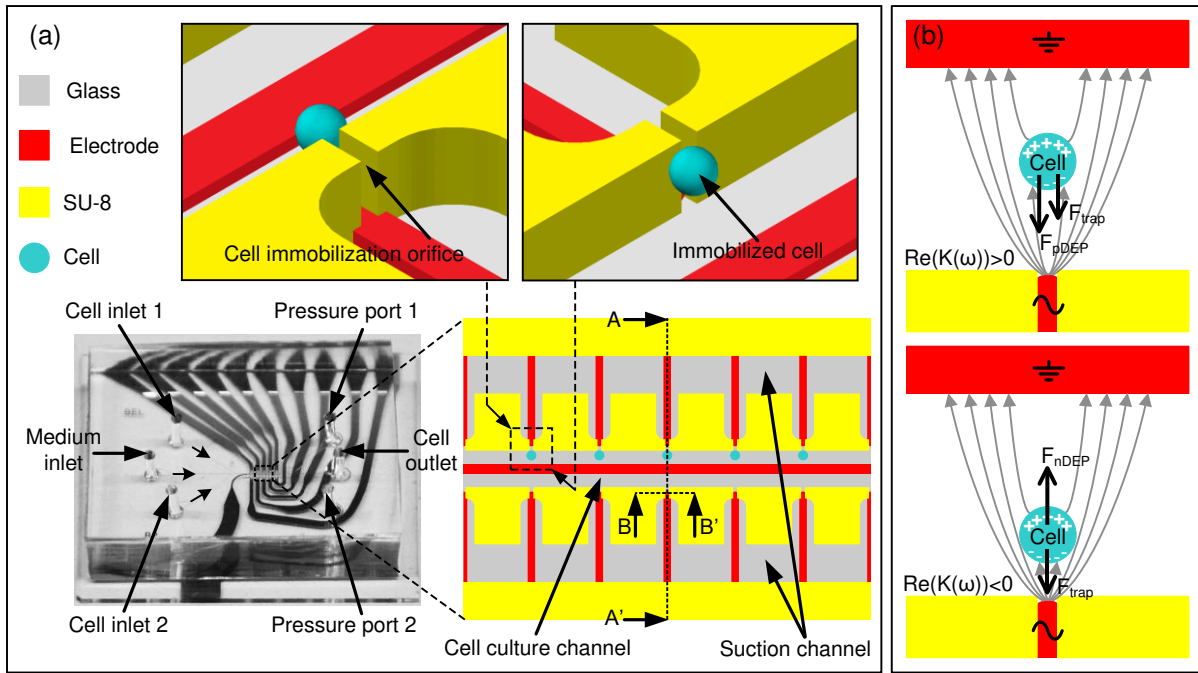 (a)
Glass
Electrode
SU-8
Cell
Cell immobilization orifice
Immobilized cell
Cell inlet 1
Pressure port 1
Medium
inlet
Cell
outlet
Cell inlet 2
Pressure port 2
A
B
B'
A'
Cell culture channel
Suction channel
(b)
Cell
F_trap
F_pDEP
Re(K(ω))>0
F_nDEP
Cell
F_trap
Re(K(ω))<0